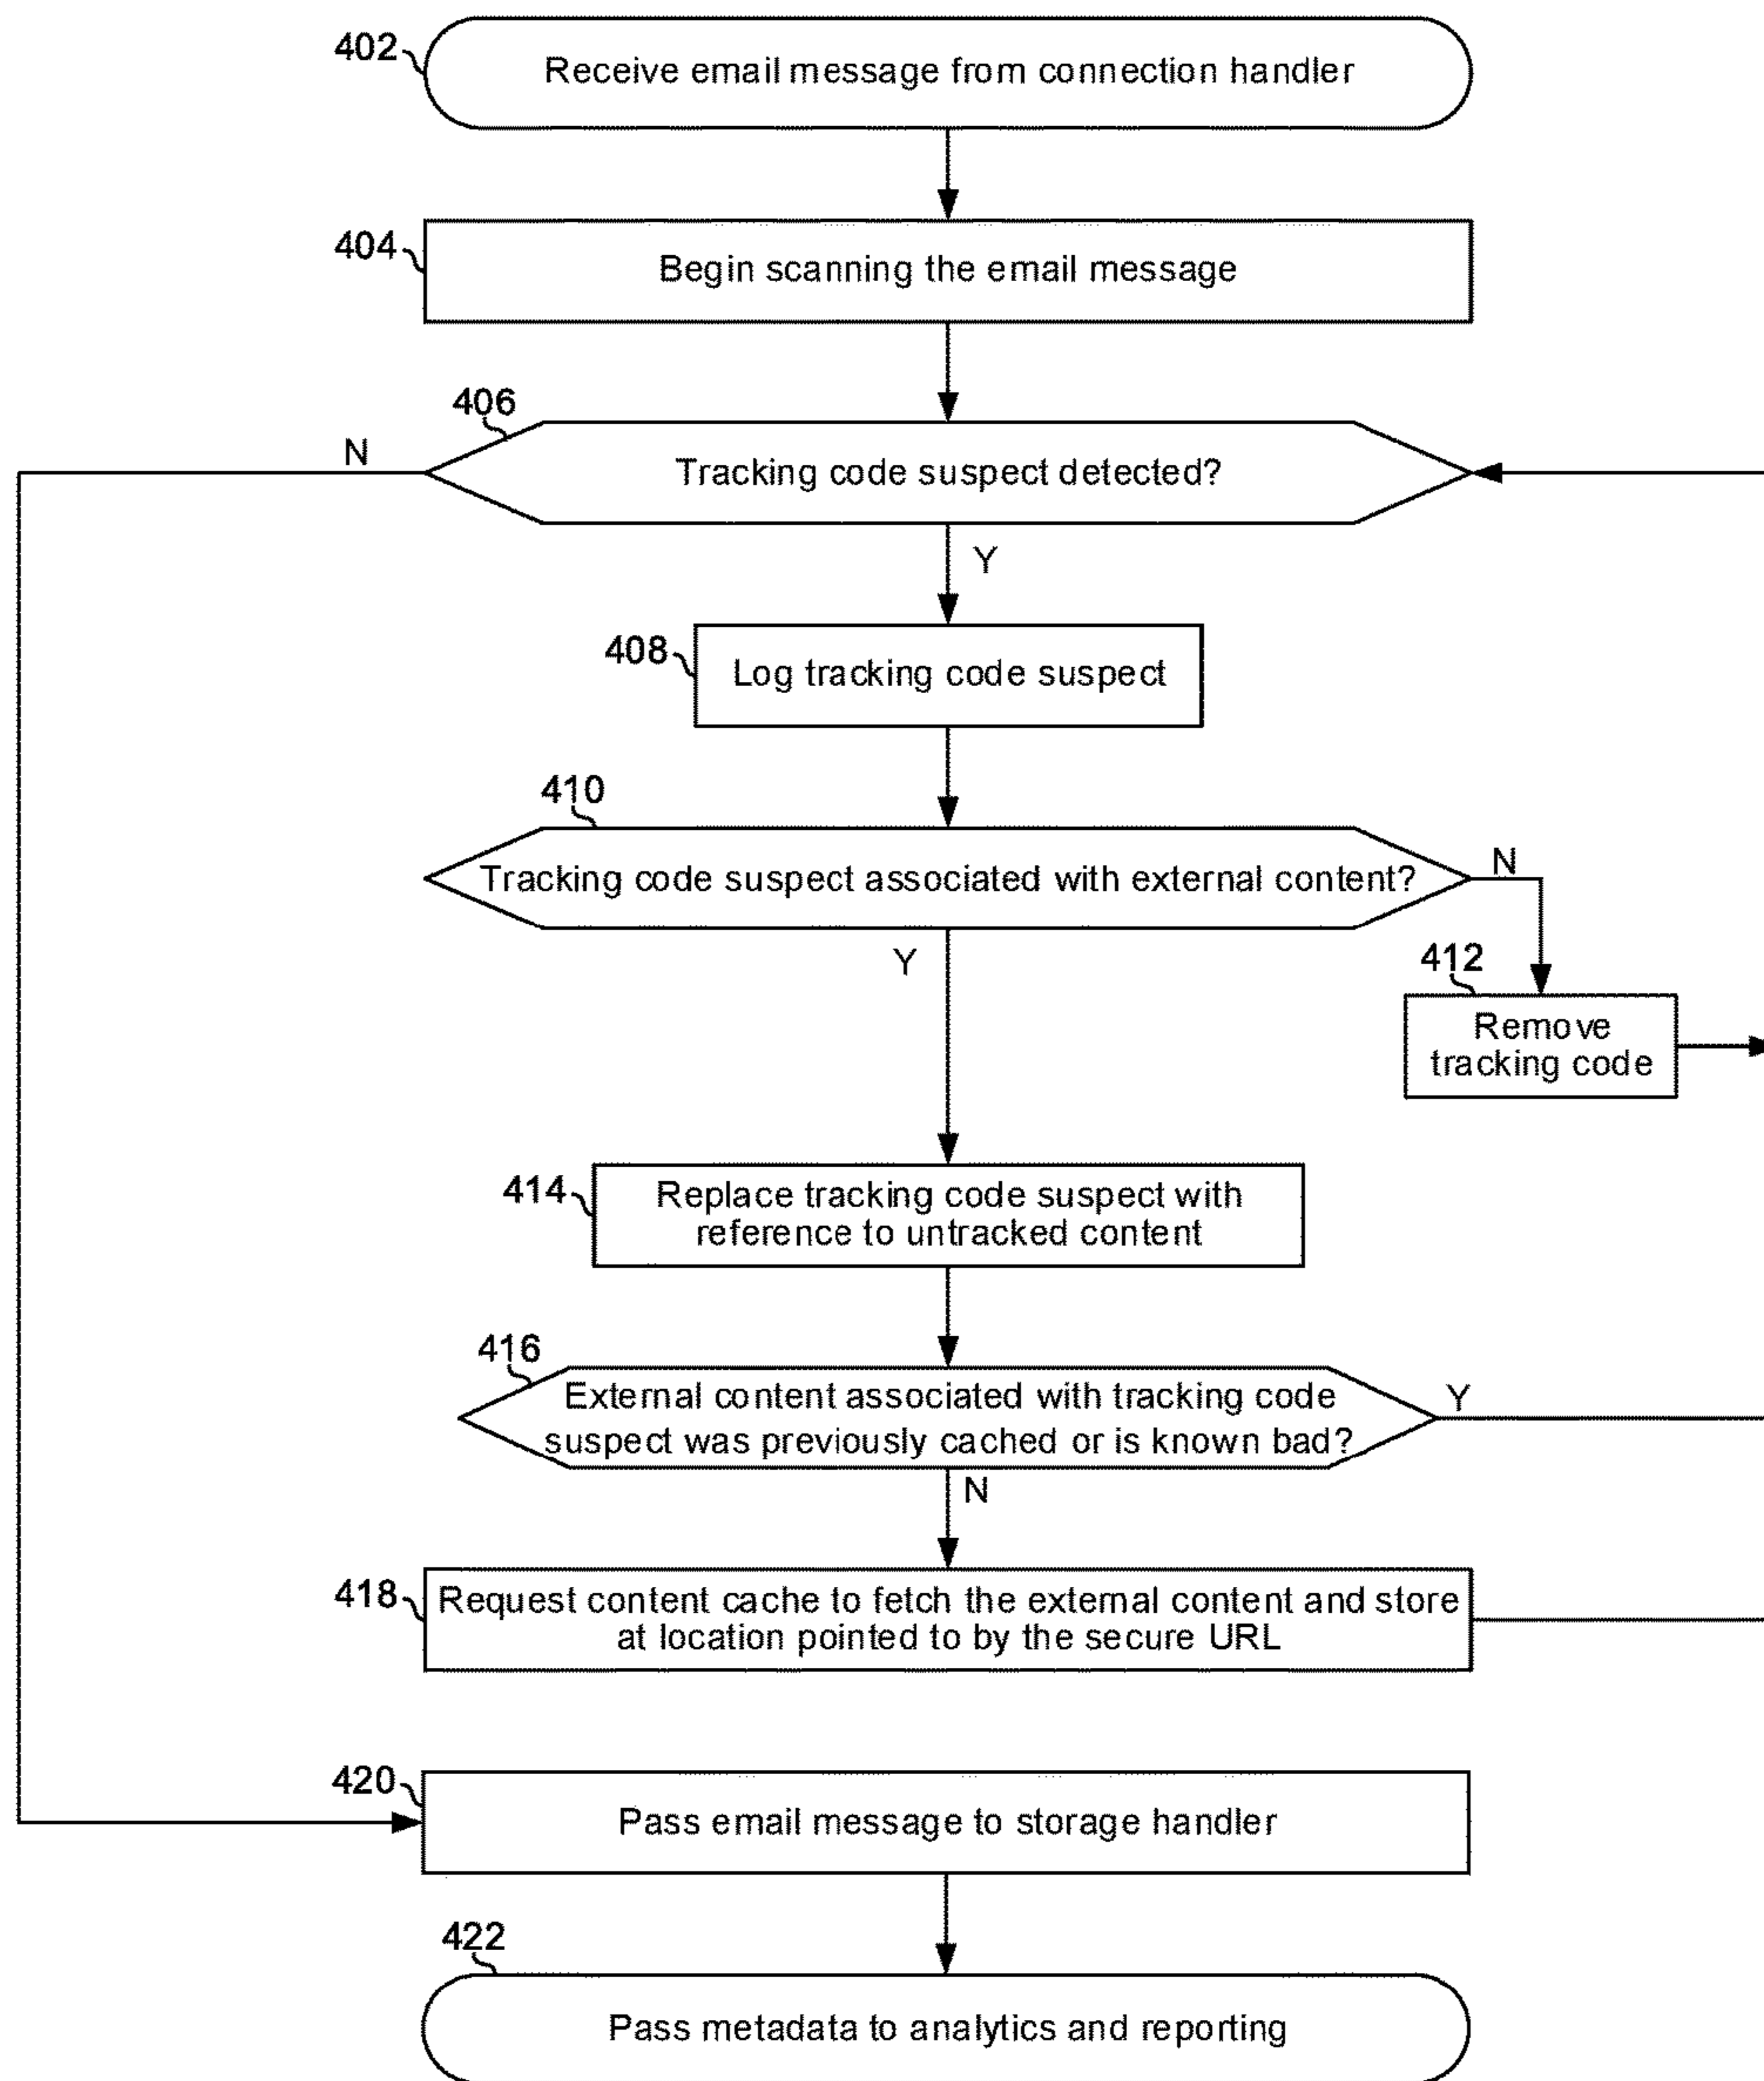 402
Receive email message from connection handler
404
Begin scanning the email message
406
N
Tracking code suspect detected?
Y
408
Log tracking code suspect
410
Tracking code suspect associated with external content?
N
Y
412
Remove
tracking code
414
Replace tracking code suspect with
reference to untracked content
416
External content associated with tracking code
suspect was previously cached or is known bad?
Y
N
418
Request content cache to fetch the external content and store
at location pointed to by the secure URL
420
Pass email message to storage handler
422
Pass metadata to analytics and reporting